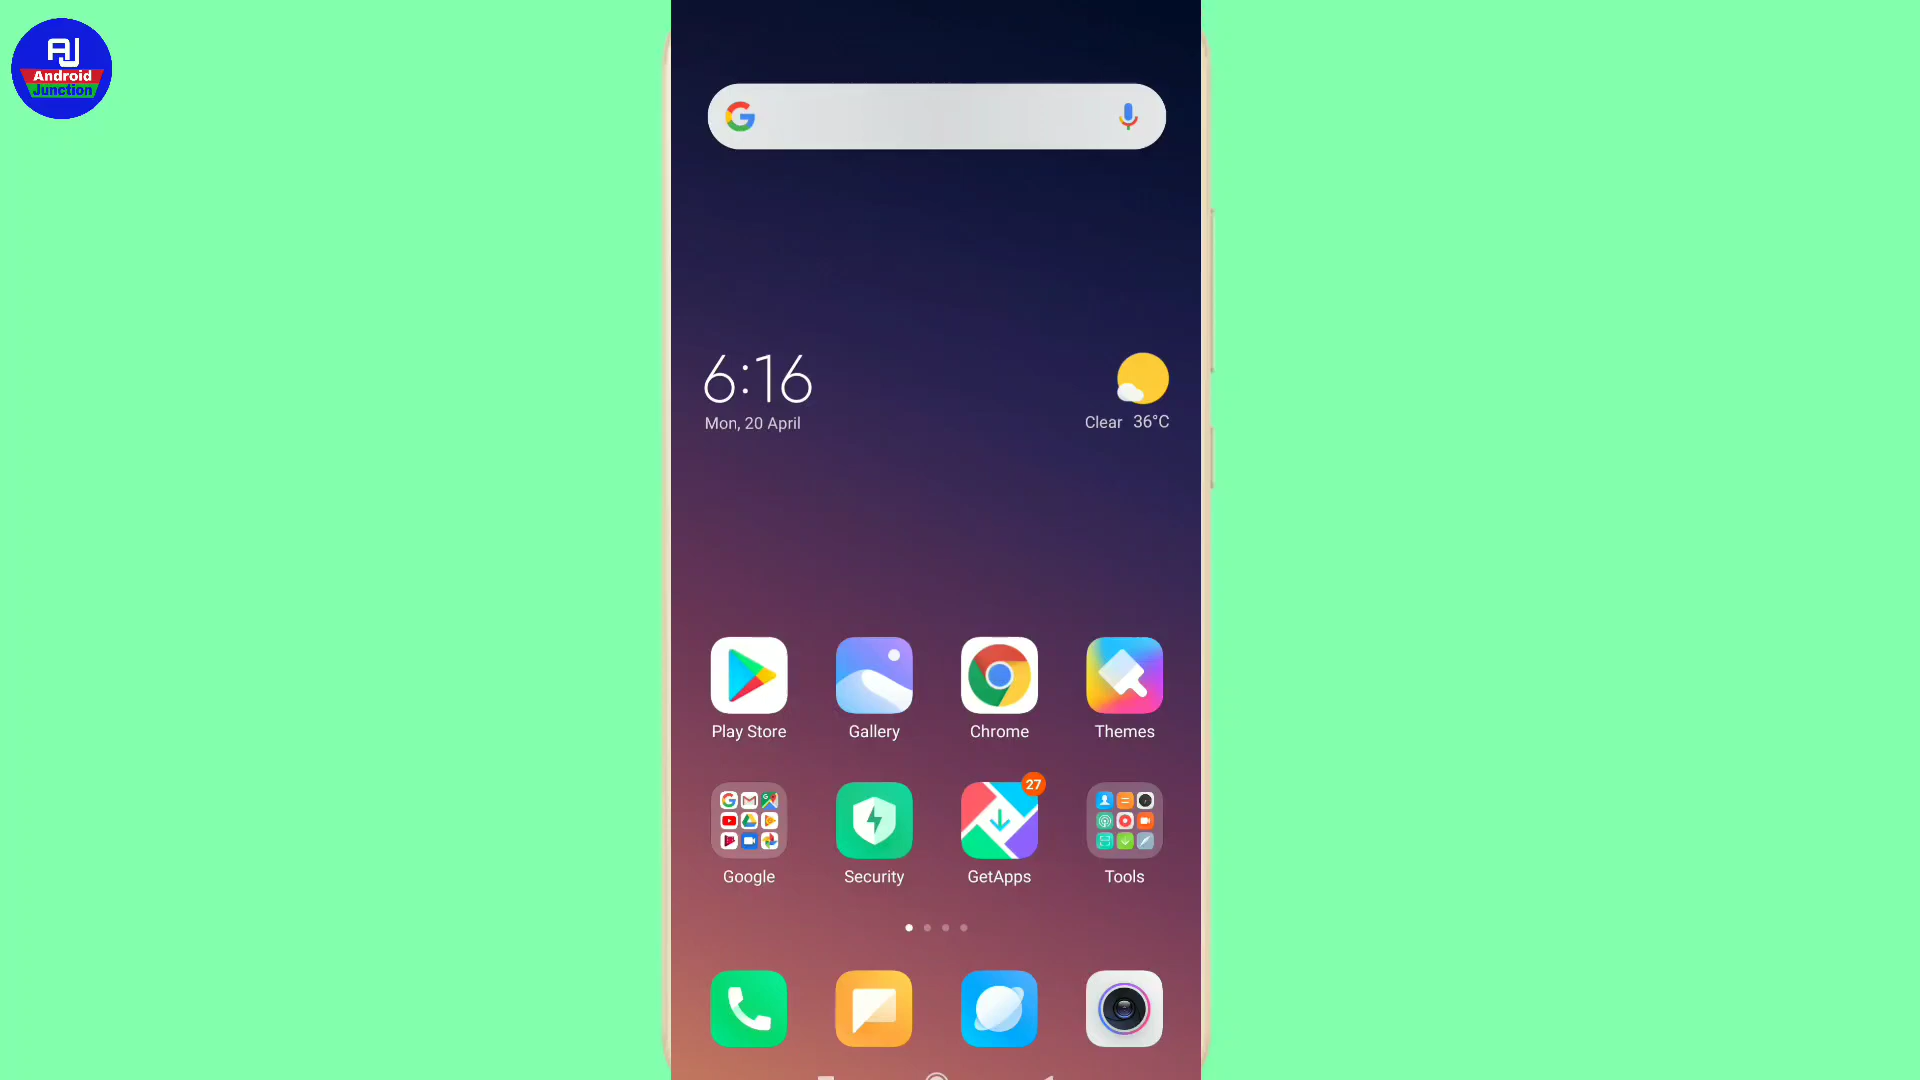 AJ
Android
Junction
6:16
Mon, 20 April
Clear 36°C
Play Store
Gallery
Chrome
Themes
27
Google
Security
GetApps
Tools